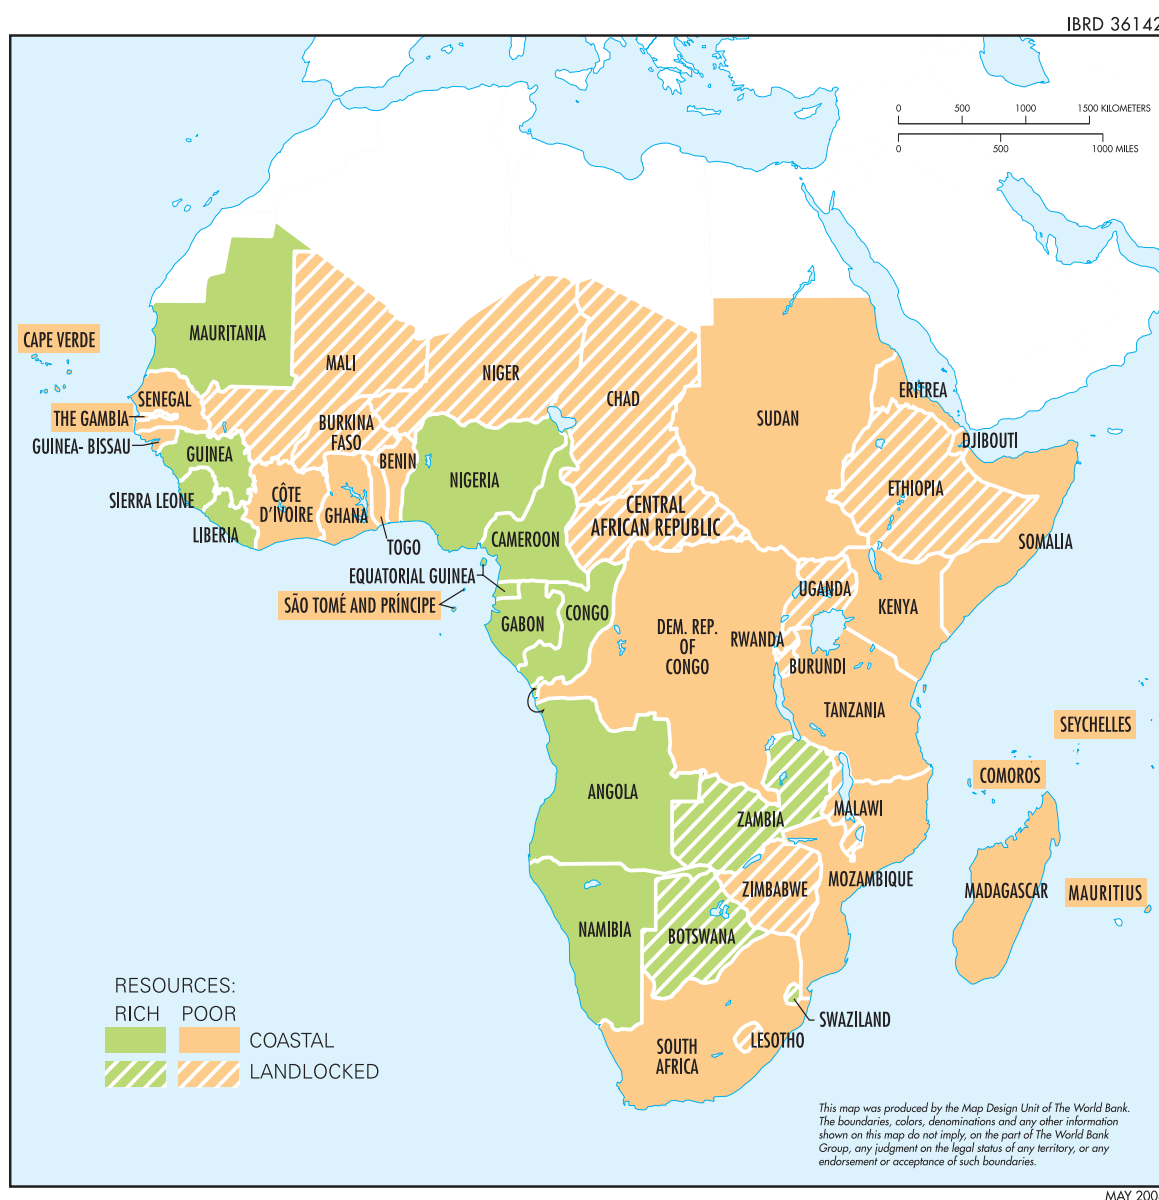 IBRD 36142
0 500 1000 1500 KILOMETERS
0 500 1000 MILES
MAURITANIA
CAPE VERDE
MALI
NIGER
CHAD
SUDAN
ERITREA
SENEGAL
THE GAMBIA
GUINEA- BISSAU
BURKINA
FASO
DJIBOUTI
GUINEA
BENIN
NIGERIA
ETHIOPIA
SIERRA LEONE
CÔTE
D'IVOIRE
GHANA
CENTRAL
AFRICAN REPUBLIC
LIBERIA
TOGO
CAMEROON
SOMALIA
EQUATORIAL GUINEA
SÃO TOMÉ AND PRÍNCIPE
GABON
CONGO
UGANDA
KENYA
DEM. REP.
OF
CONGO
RWANDA
BURUNDI
TANZANIA
SEYCHELLES
COMOROS
ANGOLA
ZAMBIA
MALAWI
MOZAMBIQUE
ZIMBABWE
MADAGASCAR
MAURITIUS
NAMIBIA
BOTSWANA
SWAZILAND
LESOTHO
SOUTH
AFRICA
RESOURCES:
RICH POOR
COASTAL
LANDLOCKED
This map was produced by the Map Design Unit of The World Bank.
The boundaries, colors, denominations and any other information
shown on this map do not imply, on the part of The World Bank
Group, any judgment on the legal status of any territory, or any
endorsement or acceptance of such boundaries.
MAY 200